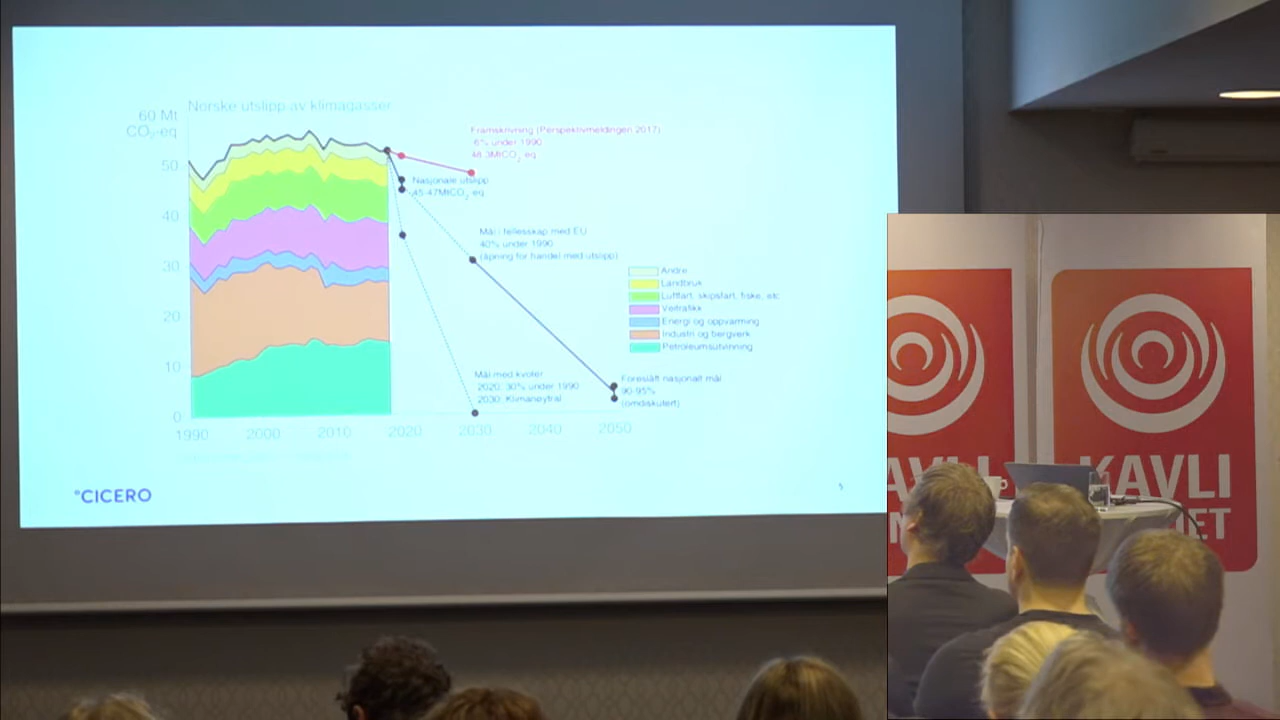 Norske utslipp av klimagasser
60 Mt
CO₂-eq
50
40
30
20
10
0
1990
2000
2010
2020
2030
2040
2050
Framskrivning (Perspektivmeldingen 2017)
6% under 1990
48.3MtCO₂ eq
Nasjonale utslipp
45-47MtCO₂ eq
Mål i fellesskap med EU
40% under 1990
(åpning for handel med utslipp)
Andre
Landbruk
Luftfart, skipsfart, fiske, etc
Veitrafikk
Energi og oppvarming
Industri og bergverk
Petroleumsutvinning
Mål med kvoter
2020: 30% under 1990
2030: Klimanøytral
Foreslått nasjonalt mål
90-95%
(omdiskutert)
°CICERO
5
KAVLI